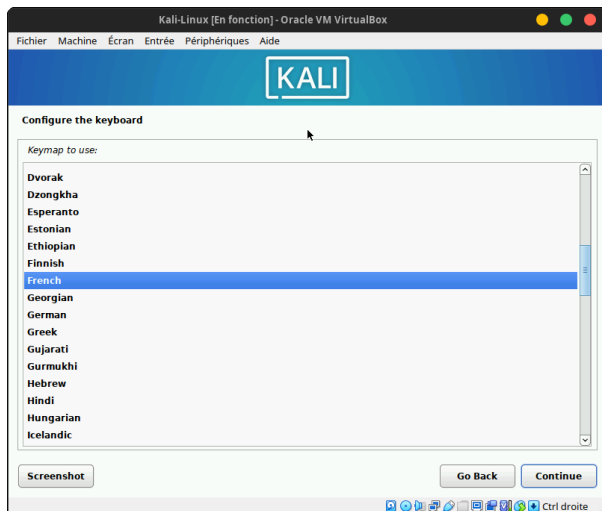 Kali-Linux [En fonction] - Oracle VM VirtualBox
Fichier Machine Écran Entrée Périphériques Aide
KALI
Configure the keyboard
Keymap to use:
Dvorak
Dzongkha
Esperanto
Estonian
Ethiopian
Finnish
French
Georgian
German
Greek
Gujarati
Gurmukhi
Hebrew
Hindi
Hungarian
Icelandic
Screenshot Go Back Continue
Ctrl droite